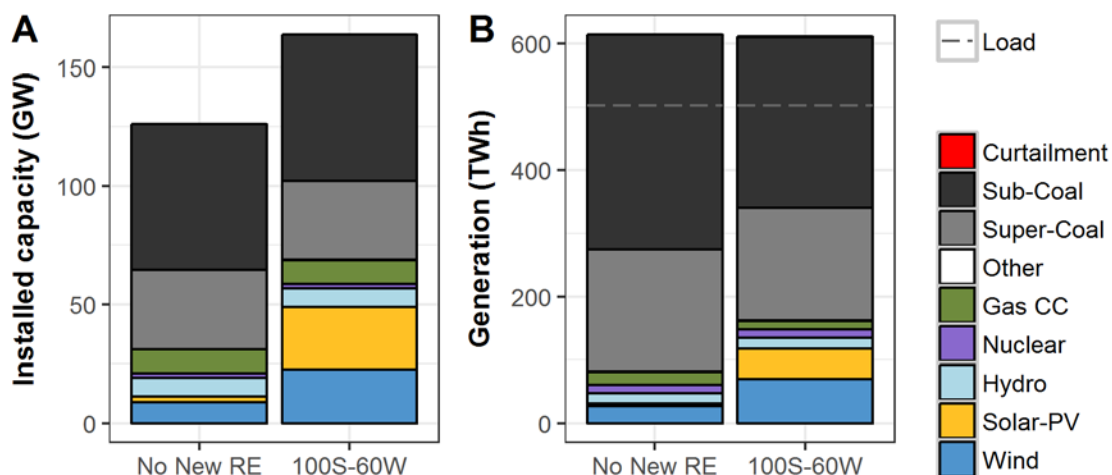 A
Installed capacity (GW)
150
100
50
0
No New RE
100S-60W
B
Generation (TWh)
600
400
200
0
No New RE
100S-60W
Load
Curtailment
Sub-Coal
Super-Coal
Other
Gas CC
Nuclear
Hydro
Solar-PV
Wind